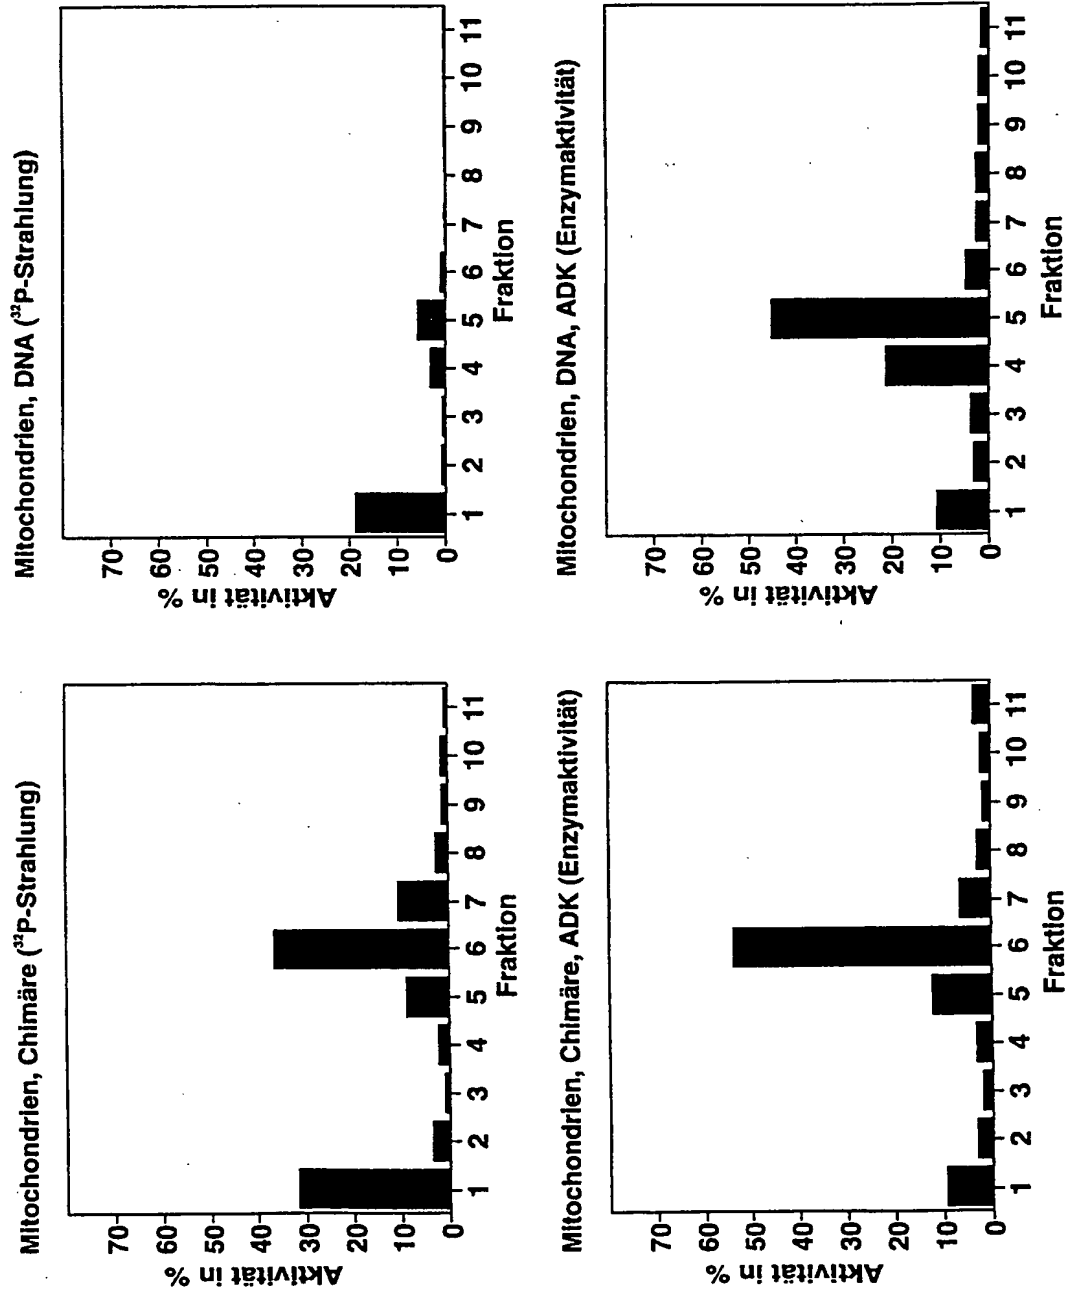 Mitochondrien, Chimäre (³²P-Strahlung)
Aktivität in %
70
60
50
40
30
20
10
0
1 2 3 4 5 6 7 8 9 10 11
Fraktion
Mitochondrien, DNA (³²P-Strahlung)
Aktivität in %
70
60
50
40
30
20
10
0
1 2 3 4 5 6 7 8 9 10 11
Fraktion
Mitochondrien, Chimäre, ADK (Enzymaktivität)
Aktivität in %
70
60
50
40
30
20
10
0
1 2 3 4 5 6 7 8 9 10 11
Fraktion
Mitochondrien, DNA, ADK (Enzymaktivität)
Aktivität in %
70
60
50
40
30
20
10
0
1 2 3 4 5 6 7 8 9 10 11
Fraktion